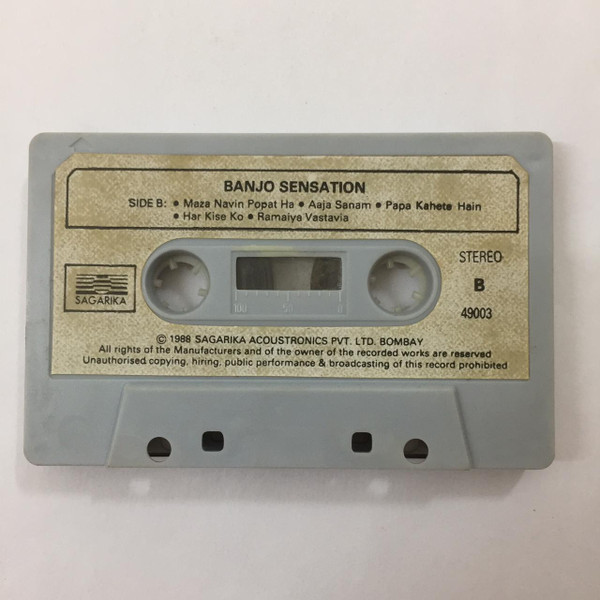 BANJO SENSATION
SIDE B: • Maza Navin Popat Ha • Aaja Sanam • Papa Kahete Hain
• Har Kise Ko • Ramaiya Vastavia
STEREO
B
49003
SAGARIKA
100 50 0
© 1988 SAGARIKA ACOUSTRONICS PVT. LTD. BOMBAY
All rights of the Manufacturers and of the owner of the recorded works are reserved
Unauthorised copying, hiring, public performance & broadcasting of this record prohibited